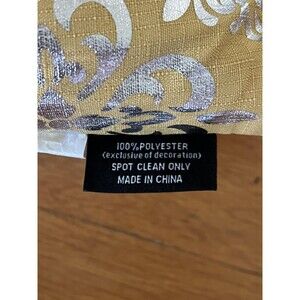 100% POLYESTER
(exclusive of decoration)
SPOT CLEAN ONLY
MADE IN CHINA